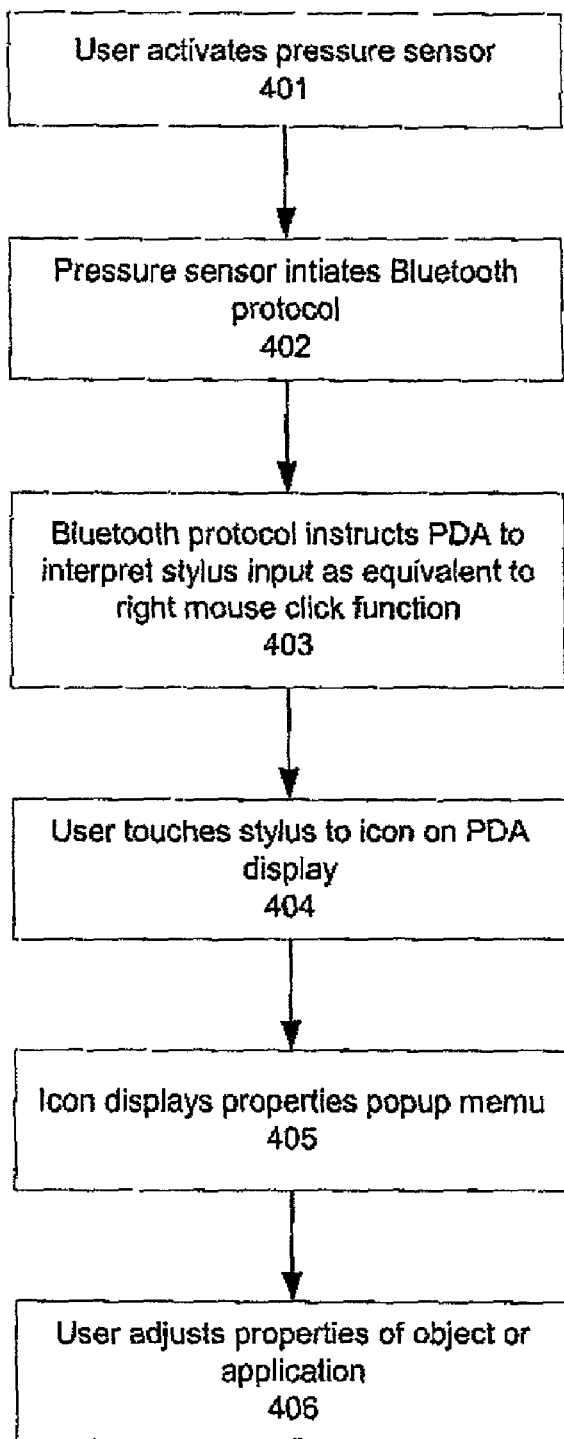 User activates pressure sensor
401
Pressure sensor intiates Bluetooth
protocol
402
Bluetooth protocol instructs PDA to
interpret stylus input as equivalent to
right mouse click function
403
User touches stylus to icon on PDA
display
404
Icon displays properties popup memu
405
User adjusts properties of object or
application
406